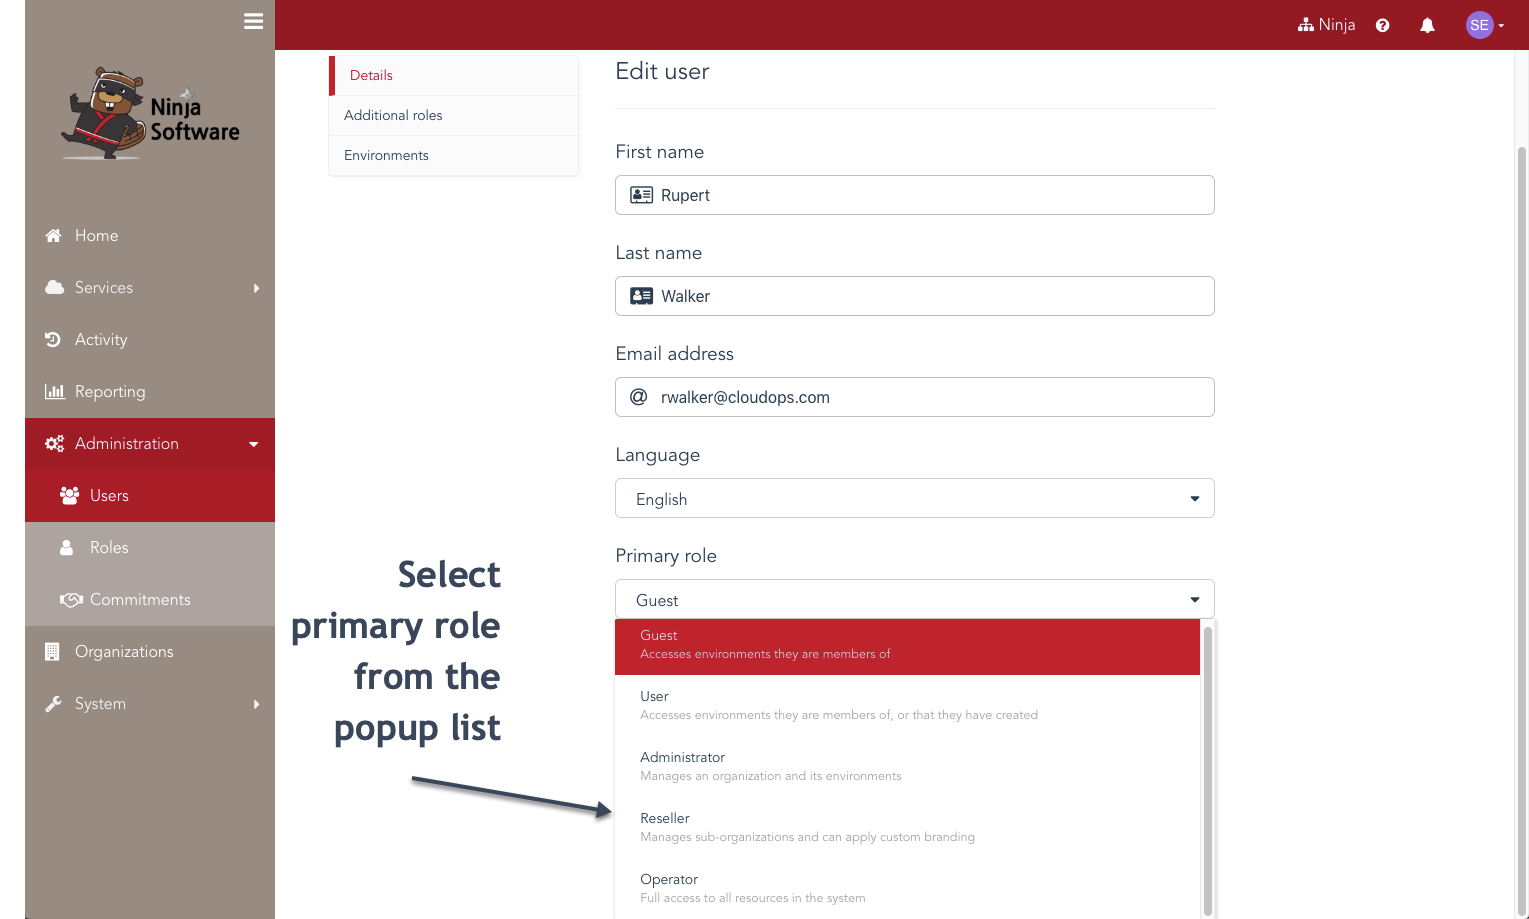 Ninja
SE
Ninja
Software
Home
Services
Activity
Reporting
Administration
Users
Roles
Commitments
Organizations
System
Details
Additional roles
Environments
Edit user
First name
Rupert
Last name
Walker
Email address
@ rwalker@cloudops.com
Language
English
Primary role
Guest
Guest
Accesses environments they are members of
User
Accesses environments they are members of, or that they have created
Administrator
Manages an organization and its environments
Reseller
Manages sub-organizations and can apply custom branding
Operator
Full access to all resources in the system
Select
primary role
from the
popup list